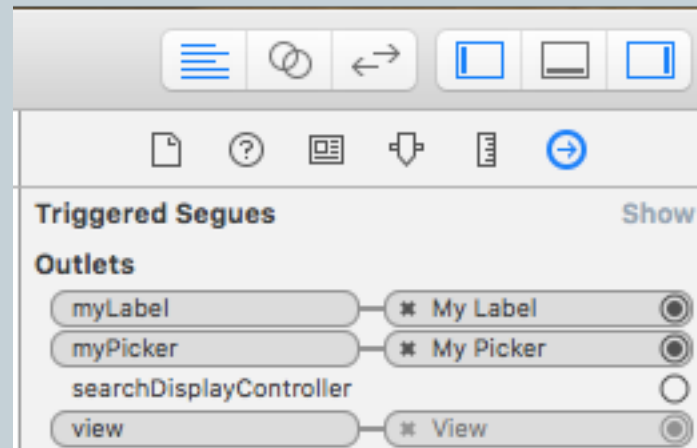 Triggered Segues Show
Outlets
myLabel My Label
myPicker My Picker
searchDisplayController
view View